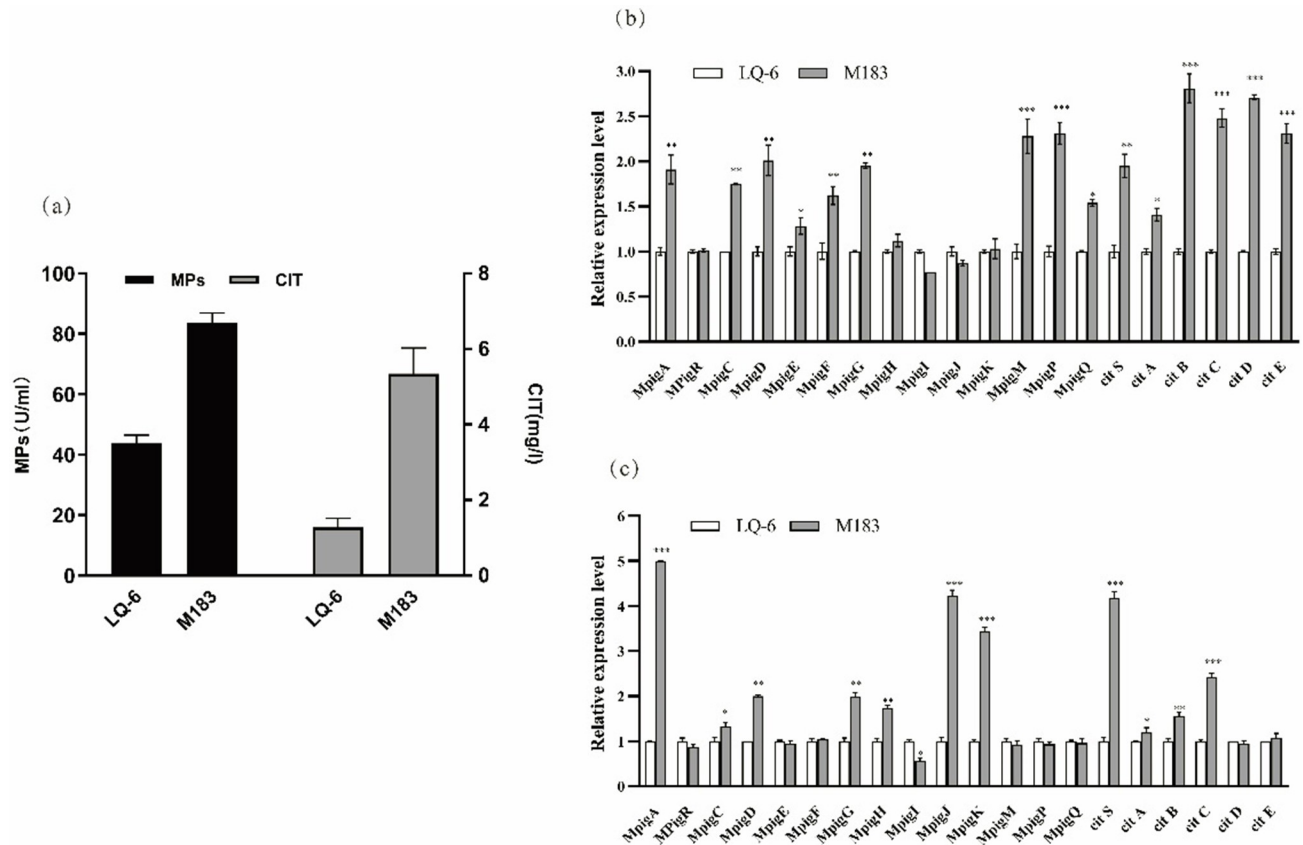 (a)
MPs CIT
100
80
60
40
20
0
MPs(U/ml)
8
6
4
2
0
CIT(mg/l)
LQ-6 M183 LQ-6 M183
(b)
LQ-6 M183
3.0
2.5
2.0
1.5
1.0
0.5
0.0
Relative expression level
** ** ** * ** ** *** *** * ** * *** *** *** ***
MpigA MPigR MpigC MpigD MpigE MpigF MpigG MpigH MpigI MpigJ MpigK MpigM MpigP MpigQ cit S cit A cit B cit C cit D cit E
(c)
LQ-6 M183
6
5
4
3
2
1
0
Relative expression level
*** * ** ** ** * *** *** *** * ** ***
MpigA MPigR MpigC MpigD MpigE MpigF MpigG MpigH MpigI MpigJ MpigK MpigM MpigP MpigQ cit S cit A cit B cit C cit D cit E